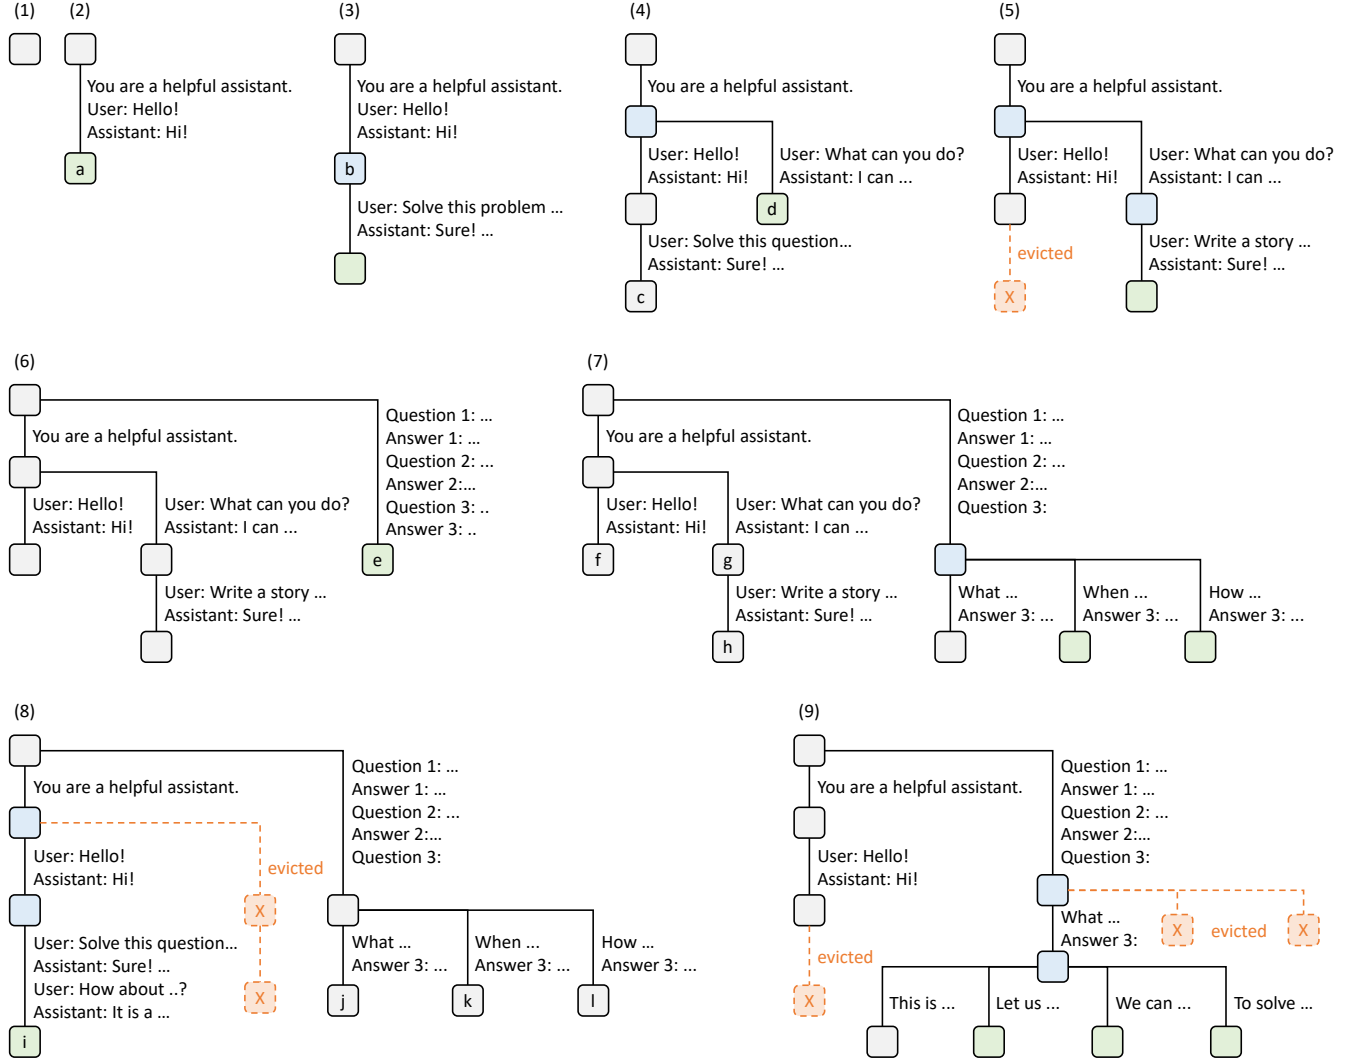 (1)
(2)
You are a helpful assistant.
User: Hello!
Assistant: Hi!
a
(3)
You are a helpful assistant.
User: Hello!
Assistant: Hi!
b
User: Solve this problem ...
Assistant: Sure! ...
(4)
You are a helpful assistant.
User: Hello!
Assistant: Hi!
User: What can you do?
Assistant: I can ...
d
User: Solve this question...
Assistant: Sure! ...
c
(5)
You are a helpful assistant.
User: Hello!
Assistant: Hi!
User: What can you do?
Assistant: I can ...
evicted
X
User: Write a story ...
Assistant: Sure! ...
(6)
You are a helpful assistant.
User: Hello!
Assistant: Hi!
User: What can you do?
Assistant: I can ...
User: Write a story ...
Assistant: Sure! ...
Question 1: ...
Answer 1: ...
Question 2: ...
Answer 2:...
Question 3: ..
Answer 3: ..
e
(7)
You are a helpful assistant.
User: Hello!
Assistant: Hi!
f
User: What can you do?
Assistant: I can ...
g
User: Write a story ...
Assistant: Sure! ...
h
Question 1: ...
Answer 1: ...
Question 2: ...
Answer 2:...
Question 3:
What ...
Answer 3: ...
When ...
Answer 3: ...
How ...
Answer 3: ...
(8)
You are a helpful assistant.
User: Hello!
Assistant: Hi!
evicted
X
X
User: Solve this question...
Assistant: Sure! ...
User: How about ..?
Assistant: It is a ...
i
Question 1: ...
Answer 1: ...
Question 2: ...
Answer 2:...
Question 3:
What ...
Answer 3: ...
j
When ...
Answer 3: ...
k
How ...
Answer 3: ...
l
(9)
You are a helpful assistant.
User: Hello!
Assistant: Hi!
evicted
X
Question 1: ...
Answer 1: ...
Question 2: ...
Answer 2:...
Question 3:
What ...
Answer 3:
X
evicted
X
This is ...
Let us ...
We can ...
To solve ...